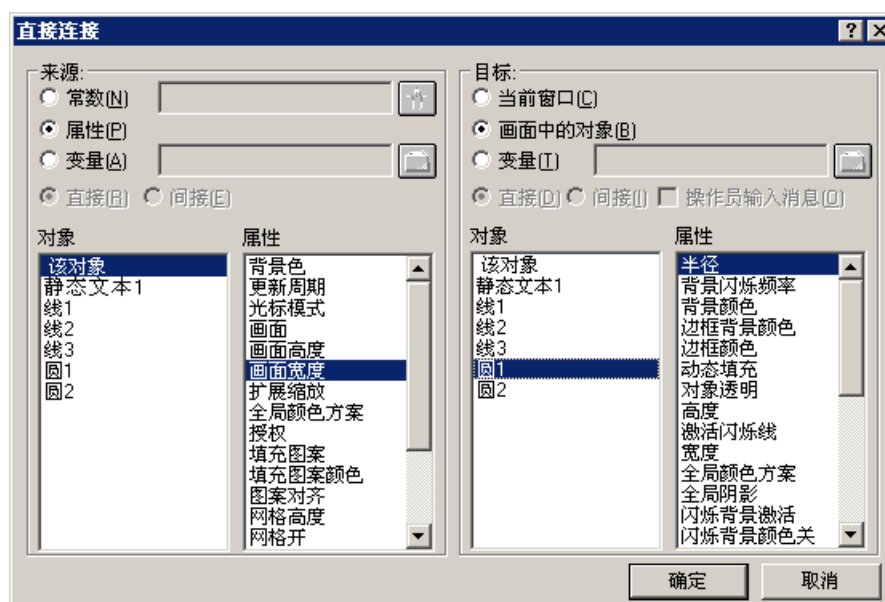 直接连接
来源:
常数(N)
属性(P)
变量(A)
直接(R) 间接(E)
对象
该对象
静态文本1
线1
线2
线3
圆1
圆2
属性
背景色
更新周期
光标模式
画面
画面高度
画面宽度
扩展缩放
全局颜色方案
授权
填充图案
填充图案颜色
图案对齐
网格高度
网格开
目标:
当前窗口(C)
画面中的对象(B)
变量(T)
直接(D) 间接(I) 操作员输入消息(O)
对象
该对象
静态文本1
线1
线2
线3
圆1
圆2
属性
半径
背景闪烁频率
背景颜色
边框背景颜色
边框颜色
动态填充
对象透明
高度
激活闪烁线
宽度
全局颜色方案
全局阴影
闪烁背景激活
闪烁背景颜色关
确定 取消